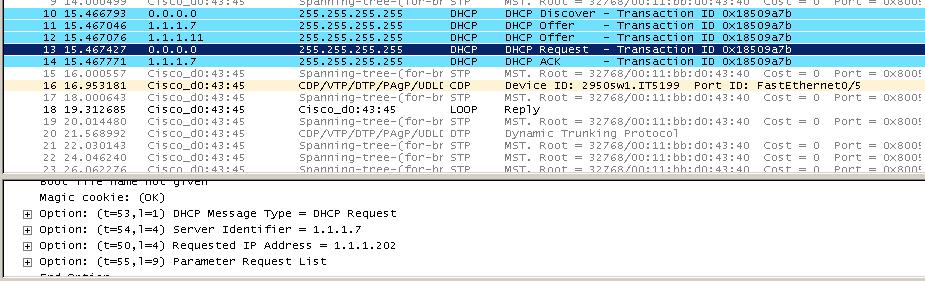 9 14.000499 Cisco_d0:43:45 Spanning-tree-(for-br STP MST. Root = 32768/00:11:bb:d0:43:40 Cost = 0 Port = 0x8005
10 15.466793 0.0.0.0 255.255.255.255 DHCP DHCP Discover - Transaction ID 0x18509a7b
11 15.467046 1.1.1.7 255.255.255.255 DHCP DHCP Offer - Transaction ID 0x18509a7b
12 15.467076 1.1.1.11 255.255.255.255 DHCP DHCP Offer - Transaction ID 0x18509a7b
13 15.467427 0.0.0.0 255.255.255.255 DHCP DHCP Request - Transaction ID 0x18509a7b
14 15.467771 1.1.1.7 255.255.255.255 DHCP DHCP ACK - Transaction ID 0x18509a7b
15 16.000557 Cisco_d0:43:45 Spanning-tree-(for-br STP MST. Root = 32768/00:11:bb:d0:43:40 Cost = 0 Port = 0x8005
16 16.953181 Cisco_d0:43:45 CDP/VTP/DTP/PAgP/UDLD CDP Device ID: 2950sw1.IT5199 Port ID: FastEthernet0/5
17 18.000643 Cisco_d0:43:45 Spanning-tree-(for-br STP MST. Root = 32768/00:11:bb:d0:43:40 Cost = 0 Port = 0x8005
18 19.312685 Cisco_d0:43:45 Cisco_d0:43:45 LOOP Reply
19 20.014480 Cisco_d0:43:45 Spanning-tree-(for-br STP MST. Root = 32768/00:11:bb:d0:43:40 Cost = 0 Port = 0x8005
20 21.568992 Cisco_d0:43:45 CDP/VTP/DTP/PAgP/UDLD DTP Dynamic Trunking Protocol
21 22.030143 Cisco_d0:43:45 Spanning-tree-(for-br STP MST. Root = 32768/00:11:bb:d0:43:40 Cost = 0 Port = 0x8005
22 24.046240 Cisco_d0:43:45 Spanning-tree-(for-br STP MST. Root = 32768/00:11:bb:d0:43:40 Cost = 0 Port = 0x8005
23 26.062276 Cisco_d0:43:45 Spanning-tree-(for-br STP MST. Root = 32768/00:11:bb:d0:43:40 Cost = 0 Port = 0x8005
Boot file name not given
Magic cookie: (OK)
Option: (t=53,l=1) DHCP Message Type = DHCP Request
Option: (t=54,l=4) Server Identifier = 1.1.1.7
Option: (t=50,l=4) Requested IP Address = 1.1.1.202
Option: (t=55,l=9) Parameter Request List
End Option